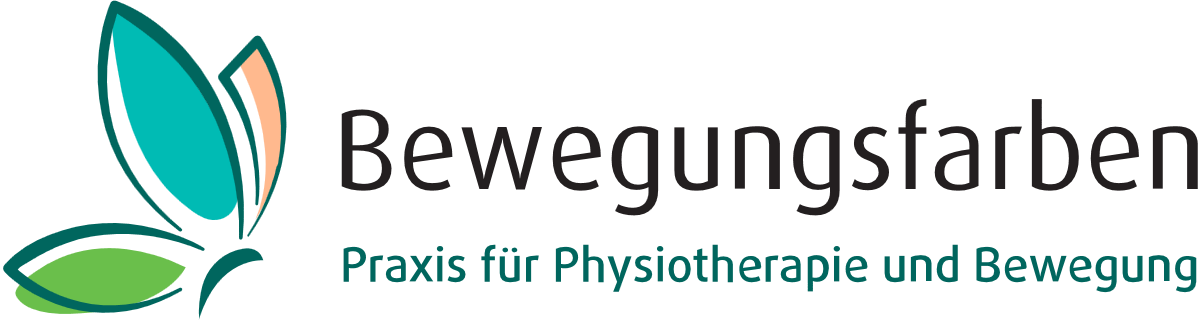 Bewegungsfarben
Praxis für Physiotherapie und Bewegung